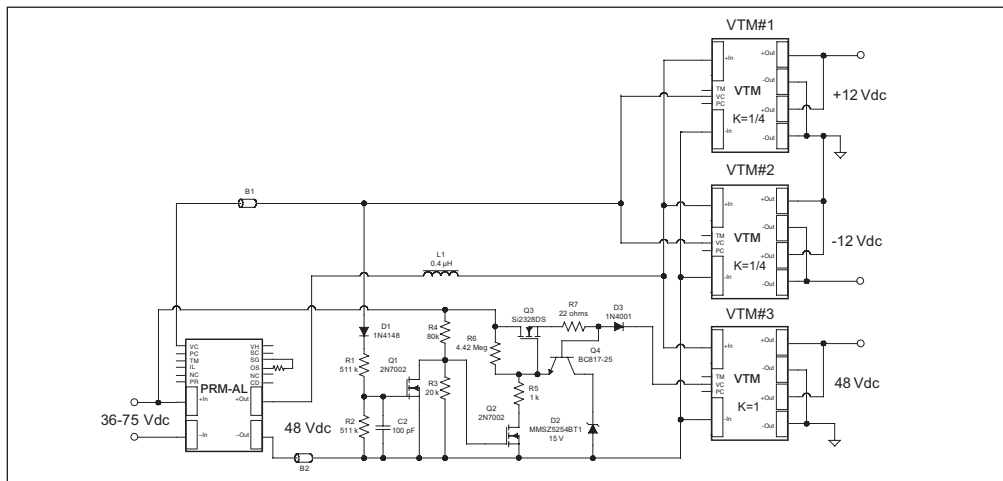 VTM#1
+In
TM
VC
PC
-In
VTM
K=1/4
+Out
-Out
+Out
-Out
+12 Vdc
VTM#2
+In
TM
VC
PC
-In
VTM
K=1/4
+Out
-Out
+Out
-Out
-12 Vdc
B1
L1
0.4 µH
D1
1N4148
R1
511 k
R2
511 k
Q1
2N7002
C2
100 pF
R4
80k
R3
20 k
R6
4.42 Meg
Q3
Si2328DS
R7
22 ohms
D3
1N4001
Q4
BC817-25
R5
1 k
Q2
2N7002
D2
MMSZ5254BT1
15 V
VTM#3
+In
TM
VC
PC
-In
VTM
K=1
+Out
-Out
+Out
-Out
48 Vdc
VC
PC
TM
IL
NC
PR
VH
SC
SG
OS
NC
CD
PRM-AL
+In
–In
+Out
–Out
36-75 Vdc
48 Vdc
B2